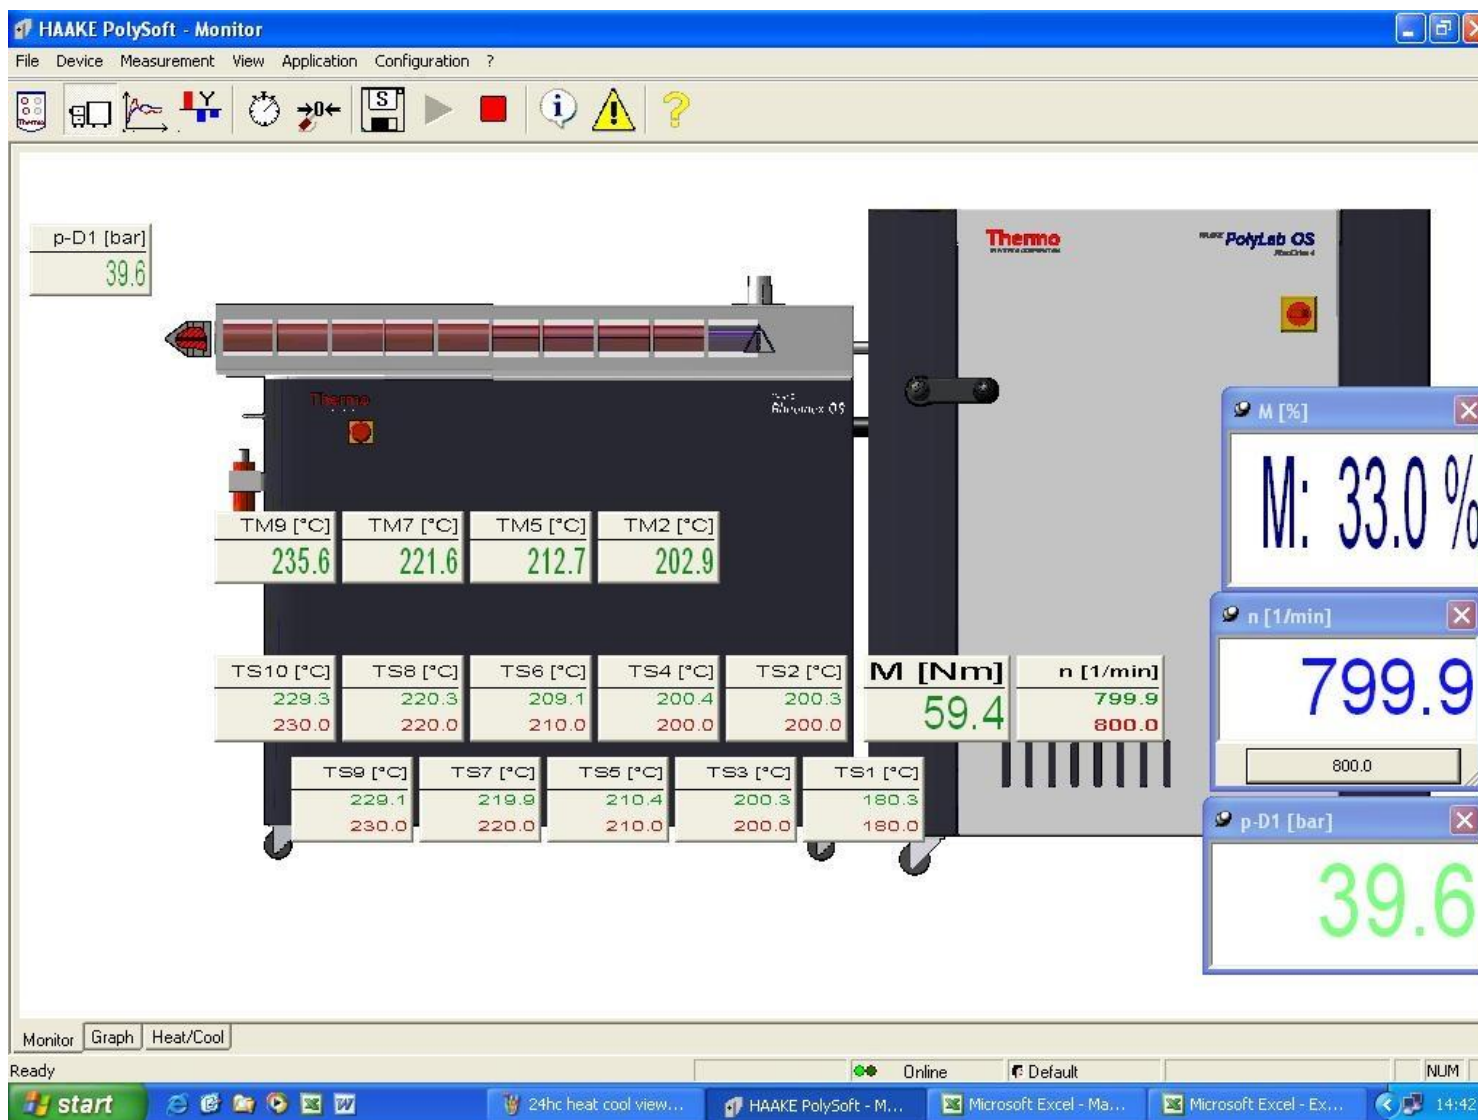 HAAKE PolySoft - Monitor
File Device Measurement View Application Configuration ?
p-D1 [bar]
39.6
Thermo
PolyLab OS
Thermo
Rheomex OS
M [%]
M: 33.0 %
TM9 [°C] TM7 [°C] TM5 [°C] TM2 [°C]
235.6 221.6 212.7 202.9
n [1/min]
799.9
800.0
TS10 [°C] TS8 [°C] TS6 [°C] TS4 [°C] TS2 [°C] M [Nm] n [1/min]
229.3 220.3 209.1 200.4 200.3 59.4 799.9
230.0 220.0 210.0 200.0 200.0 800.0
TS9 [°C] TS7 [°C] TS5 [°C] TS3 [°C] TS1 [°C]
229.1 219.9 210.4 200.3 180.3
230.0 220.0 210.0 200.0 180.0
p-D1 [bar]
39.6
Monitor Graph Heat/Cool
Ready Online Default NUM
start 24hc heat cool view... HAAKE PolySoft - M... Microsoft Excel - Ma... Microsoft Excel - Ex... 14:42